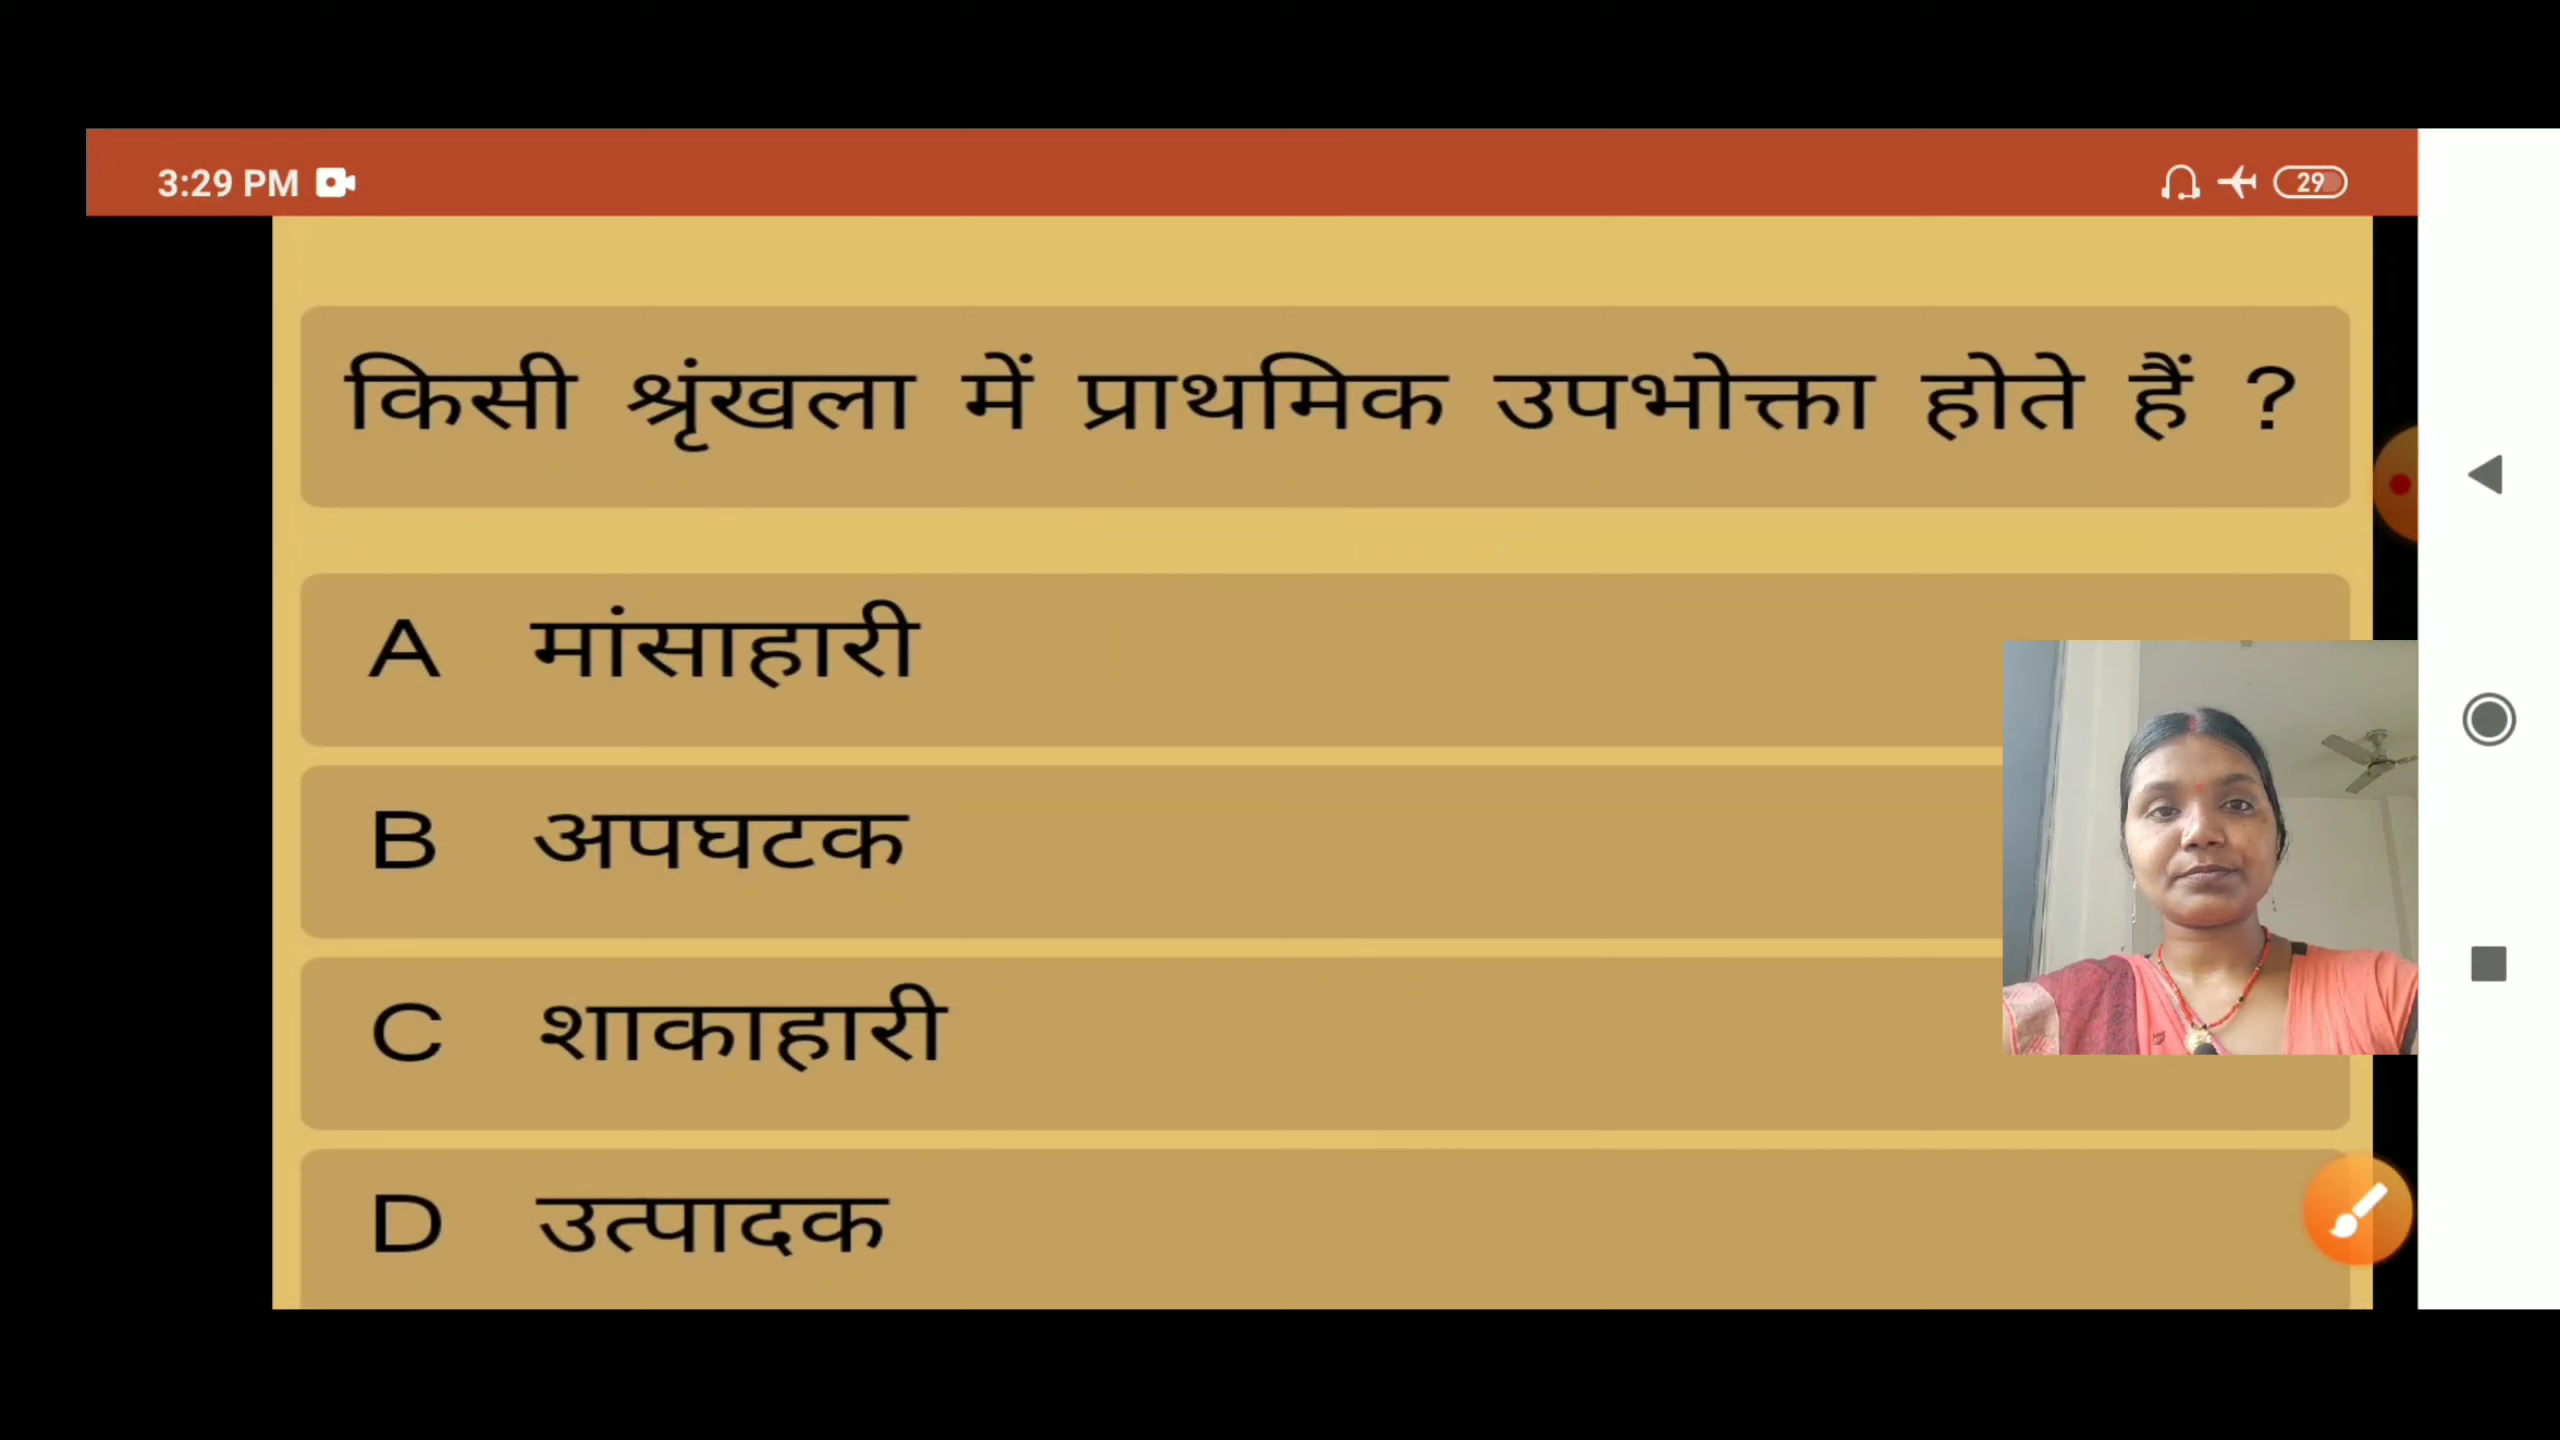 3:29 PM
29
किसी श्रृंखला में प्राथमिक उपभोक्ता होते हैं ?
A मांसाहारी
B अपघटक
C शाकाहारी
D उत्पादक